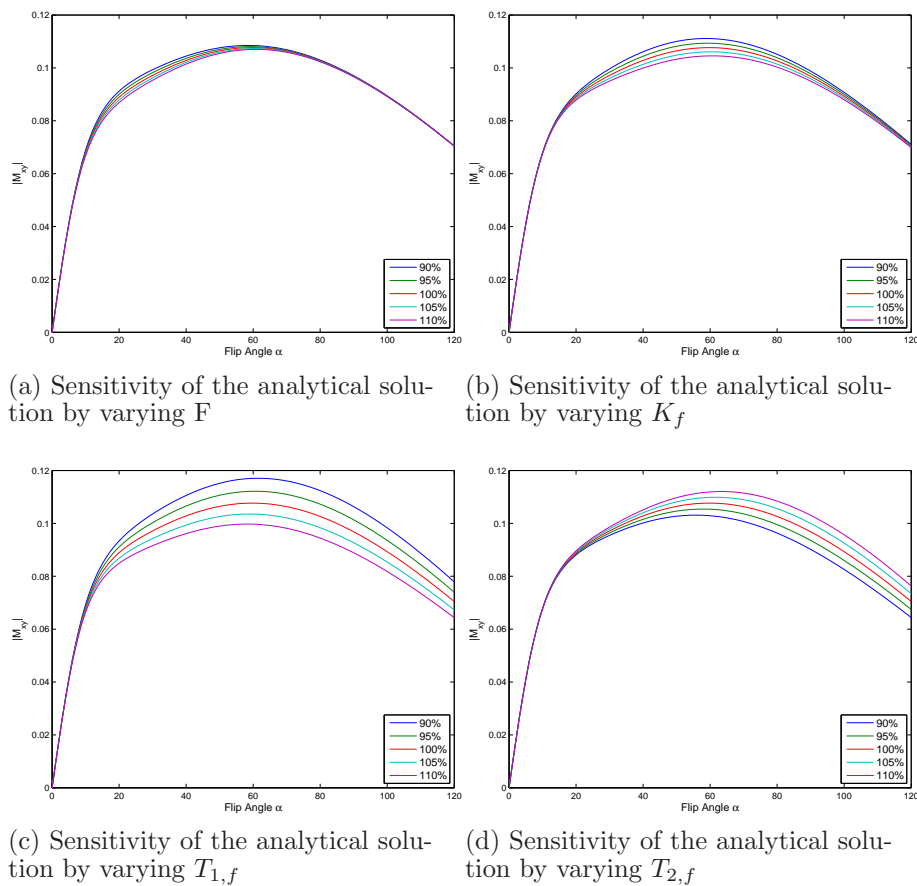 0.12
0.1
0.08
0.06
0.04
0.02
0
|Mxy|
0 20 40 60 80 100 120
Flip Angle α
90%
95%
100%
105%
110%
(a) Sensitivity of the analytical solu-
tion by varying F
0.12
0.1
0.08
0.06
0.04
0.02
0
|Mxy|
0 20 40 60 80 100 120
Flip Angle α
90%
95%
100%
105%
110%
(b) Sensitivity of the analytical solu-
tion by varying K_f
0.12
0.1
0.08
0.06
0.04
0.02
0
|Mxy|
0 20 40 60 80 100 120
Flip Angle α
90%
95%
100%
105%
110%
(c) Sensitivity of the analytical solu-
tion by varying T_{1,f}
0.12
0.1
0.08
0.06
0.04
0.02
0
|Mxy|
0 20 40 60 80 100 120
Flip Angle α
90%
95%
100%
105%
110%
(d) Sensitivity of the analytical solu-
tion by varying T_{2,f}